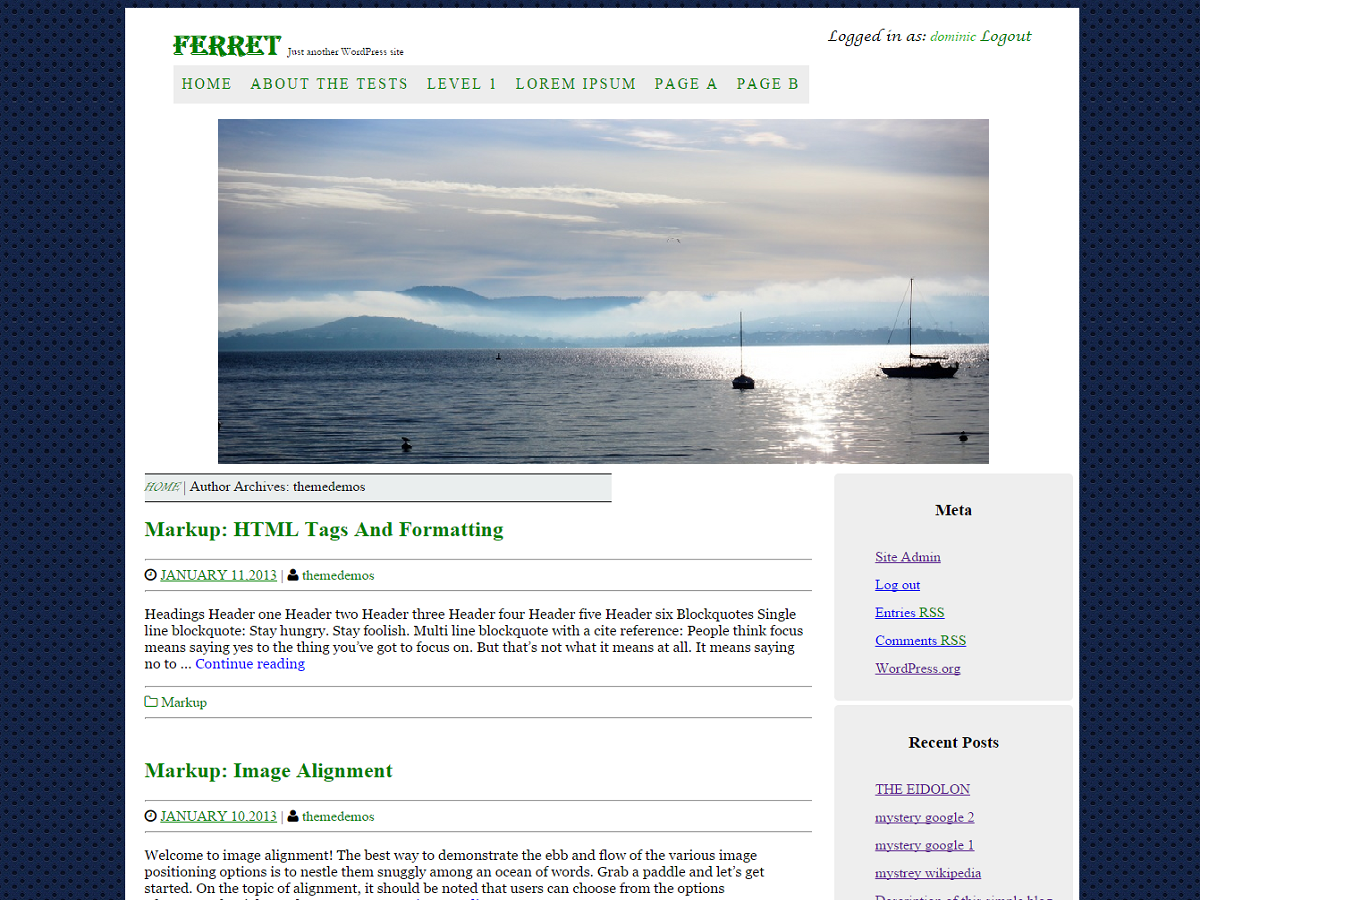 FERRET Just another WordPress site
Logged in as: dominic Logout
HOME ABOUT THE TESTS LEVEL 1 LOREM IPSUM PAGE A PAGE B
HOME | Author Archives: themedemos
Markup: HTML Tags And Formatting
JANUARY 11,2013 | themedemos
Headings Header one Header two Header three Header four Header five Header six Blockquotes Single
line blockquote: Stay hungry. Stay foolish. Multi line blockquote with a cite reference: People think focus
means saying yes to the thing you’ve got to focus on. But that’s not what it means at all. It means saying
no to … Continue reading
Markup
Markup: Image Alignment
JANUARY 10,2013 | themedemos
Welcome to image alignment! The best way to demonstrate the ebb and flow of the various image
positioning options is to nestle them snuggly among an ocean of words. Grab a paddle and let’s get
started. On the topic of alignment, it should be noted that users can choose from the options
Meta
Site Admin
Log out
Entries RSS
Comments RSS
WordPress.org
Recent Posts
THE EIDOLON
mystery google 2
mystery google 1
mystrey wikipedia
Description of this simple blog